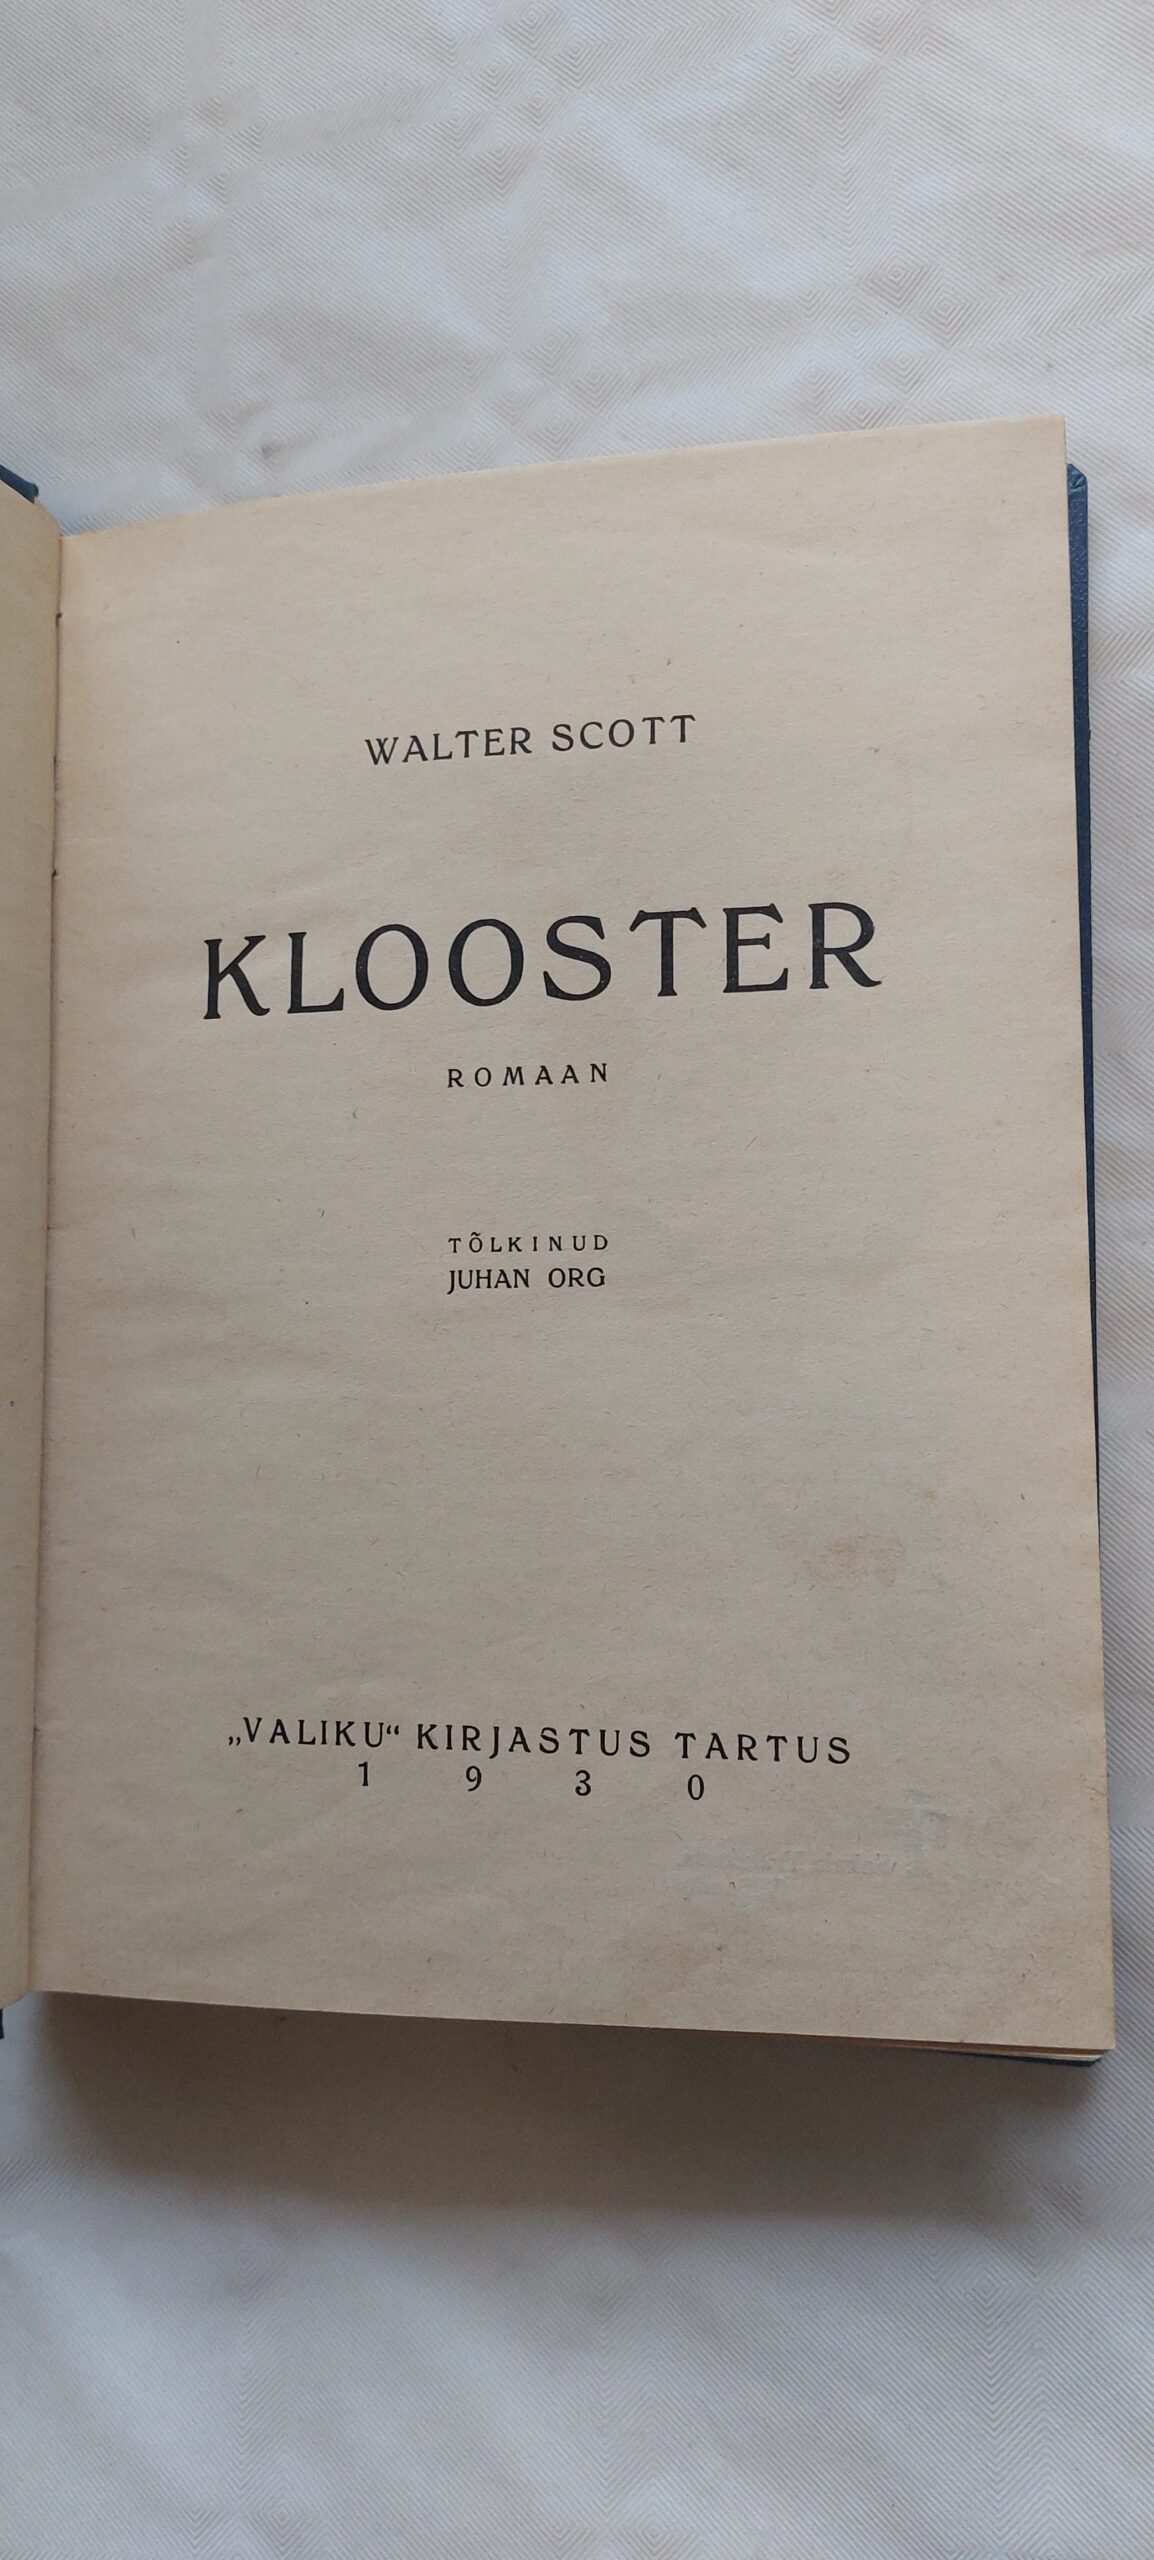 WALTER SCOTT
KLOOSTER
ROMAAN
TÕLKINUD
JUHAN ORG
„VALIKU“ KIRJASTUS TARTUS
1 9 3 0